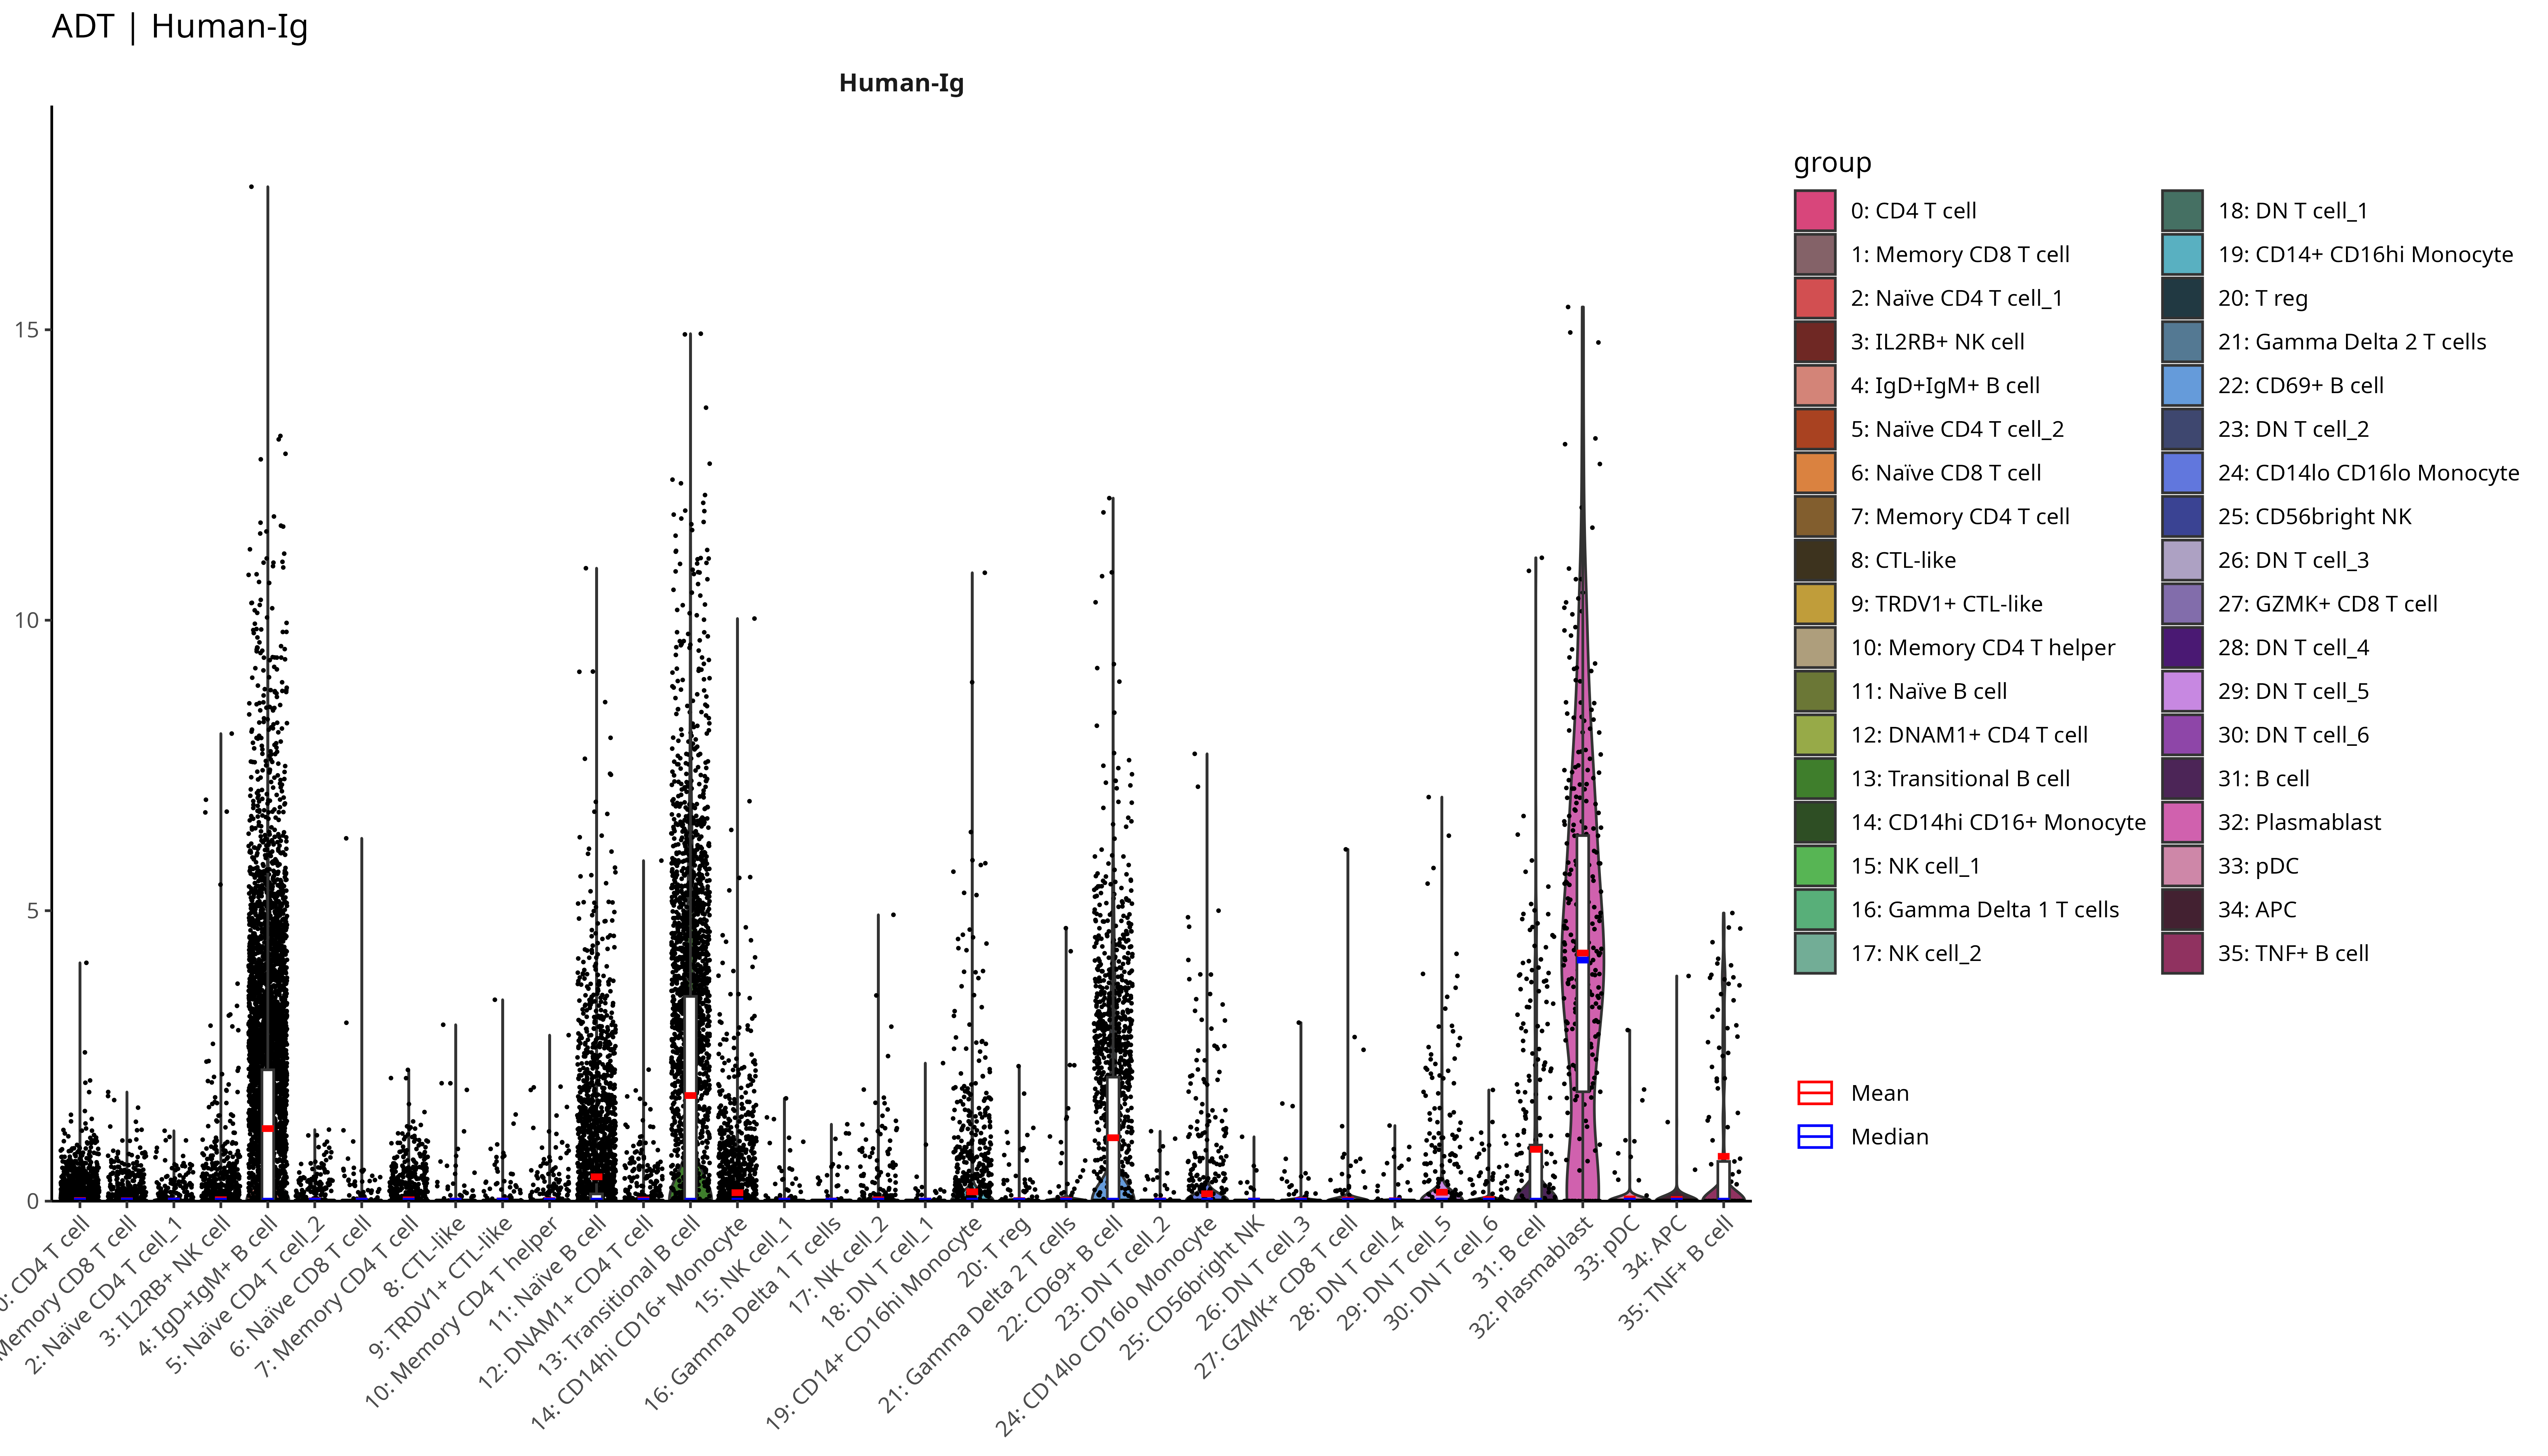 ADT | Human-Ig
Human-Ig
15
10
5
0
0: CD4 T cell
Memory CD8 T cell
2: Naïve CD4 T cell_1
3: IL2RB+ NK cell
4: IgD+IgM+ B cell
5: Naïve CD4 T cell_2
6: Naïve CD8 T cell
7: Memory CD4 T cell
8: CTL-like
9: TRDV1+ CTL-like
10: Memory CD4 T helper
11: Naïve B cell
12: DNAM1+ CD4 T cell
13: Transitional B cell
14: CD14hi CD16+ Monocyte
15: NK cell_1
16: Gamma Delta 1 T cells
17: NK cell_2
18: DN T cell_1
19: CD14+ CD16hi Monocyte
20: T reg
21: Gamma Delta 2 T cells
22: CD69+ B cell
23: DN T cell_2
24: CD14lo CD16lo Monocyte
25: CD56bright NK
26: DN T cell_3
27: GZMK+ CD8 T cell
28: DN T cell_4
29: DN T cell_5
30: DN T cell_6
31: B cell
32: Plasmablast
33: pDC
34: APC
35: TNF+ B cell
group
0: CD4 T cell
1: Memory CD8 T cell
2: Naïve CD4 T cell_1
3: IL2RB+ NK cell
4: IgD+IgM+ B cell
5: Naïve CD4 T cell_2
6: Naïve CD8 T cell
7: Memory CD4 T cell
8: CTL-like
9: TRDV1+ CTL-like
10: Memory CD4 T helper
11: Naïve B cell
12: DNAM1+ CD4 T cell
13: Transitional B cell
14: CD14hi CD16+ Monocyte
15: NK cell_1
16: Gamma Delta 1 T cells
17: NK cell_2
18: DN T cell_1
19: CD14+ CD16hi Monocyte
20: T reg
21: Gamma Delta 2 T cells
22: CD69+ B cell
23: DN T cell_2
24: CD14lo CD16lo Monocyte
25: CD56bright NK
26: DN T cell_3
27: GZMK+ CD8 T cell
28: DN T cell_4
29: DN T cell_5
30: DN T cell_6
31: B cell
32: Plasmablast
33: pDC
34: APC
35: TNF+ B cell
Mean
Median